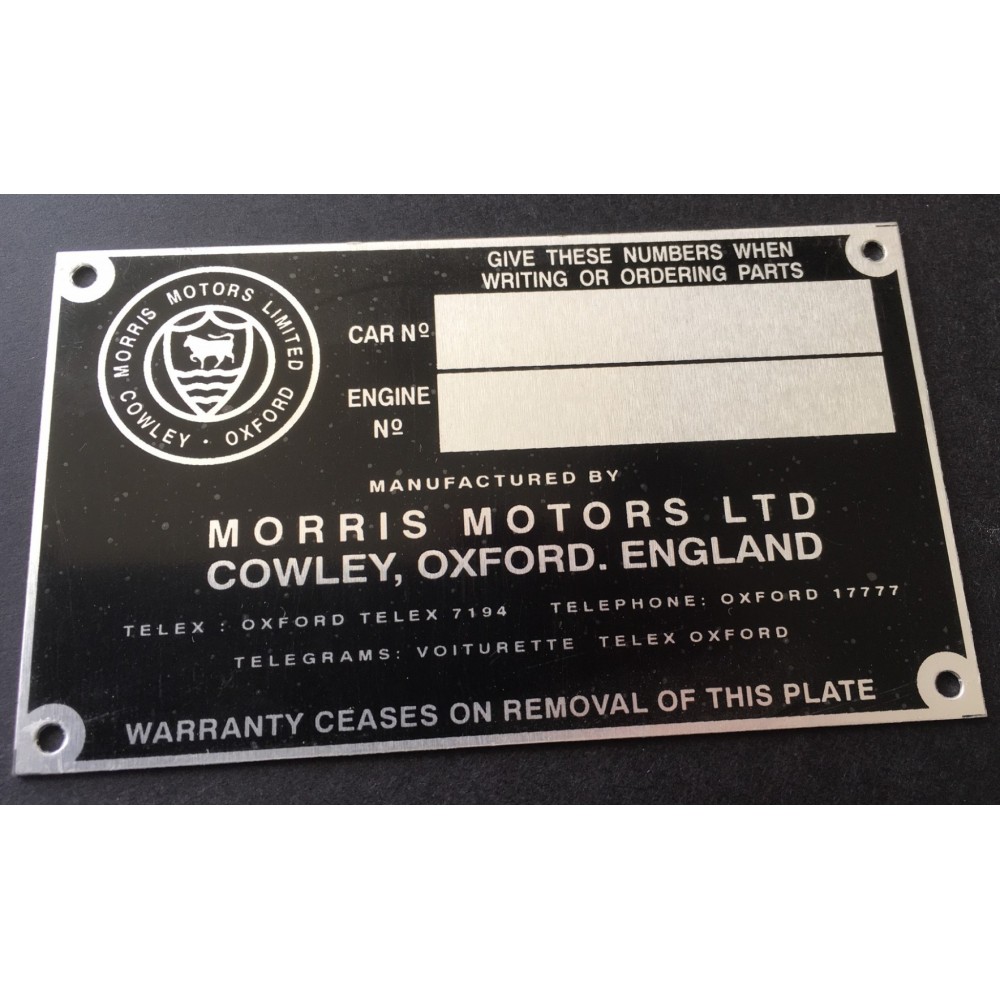 MORRIS MOTORS LIMITED
COWLEY · OXFORD
GIVE THESE NUMBERS WHEN
WRITING OR ORDERING PARTS
CAR Nº
ENGINE
Nº
MANUFACTURED BY
MORRIS MOTORS LTD
COWLEY, OXFORD. ENGLAND
TELEX : OXFORD TELEX 7194 TELEPHONE: OXFORD 17777
TELEGRAMS: VOITURETTE TELEX OXFORD
WARRANTY CEASES ON REMOVAL OF THIS PLATE